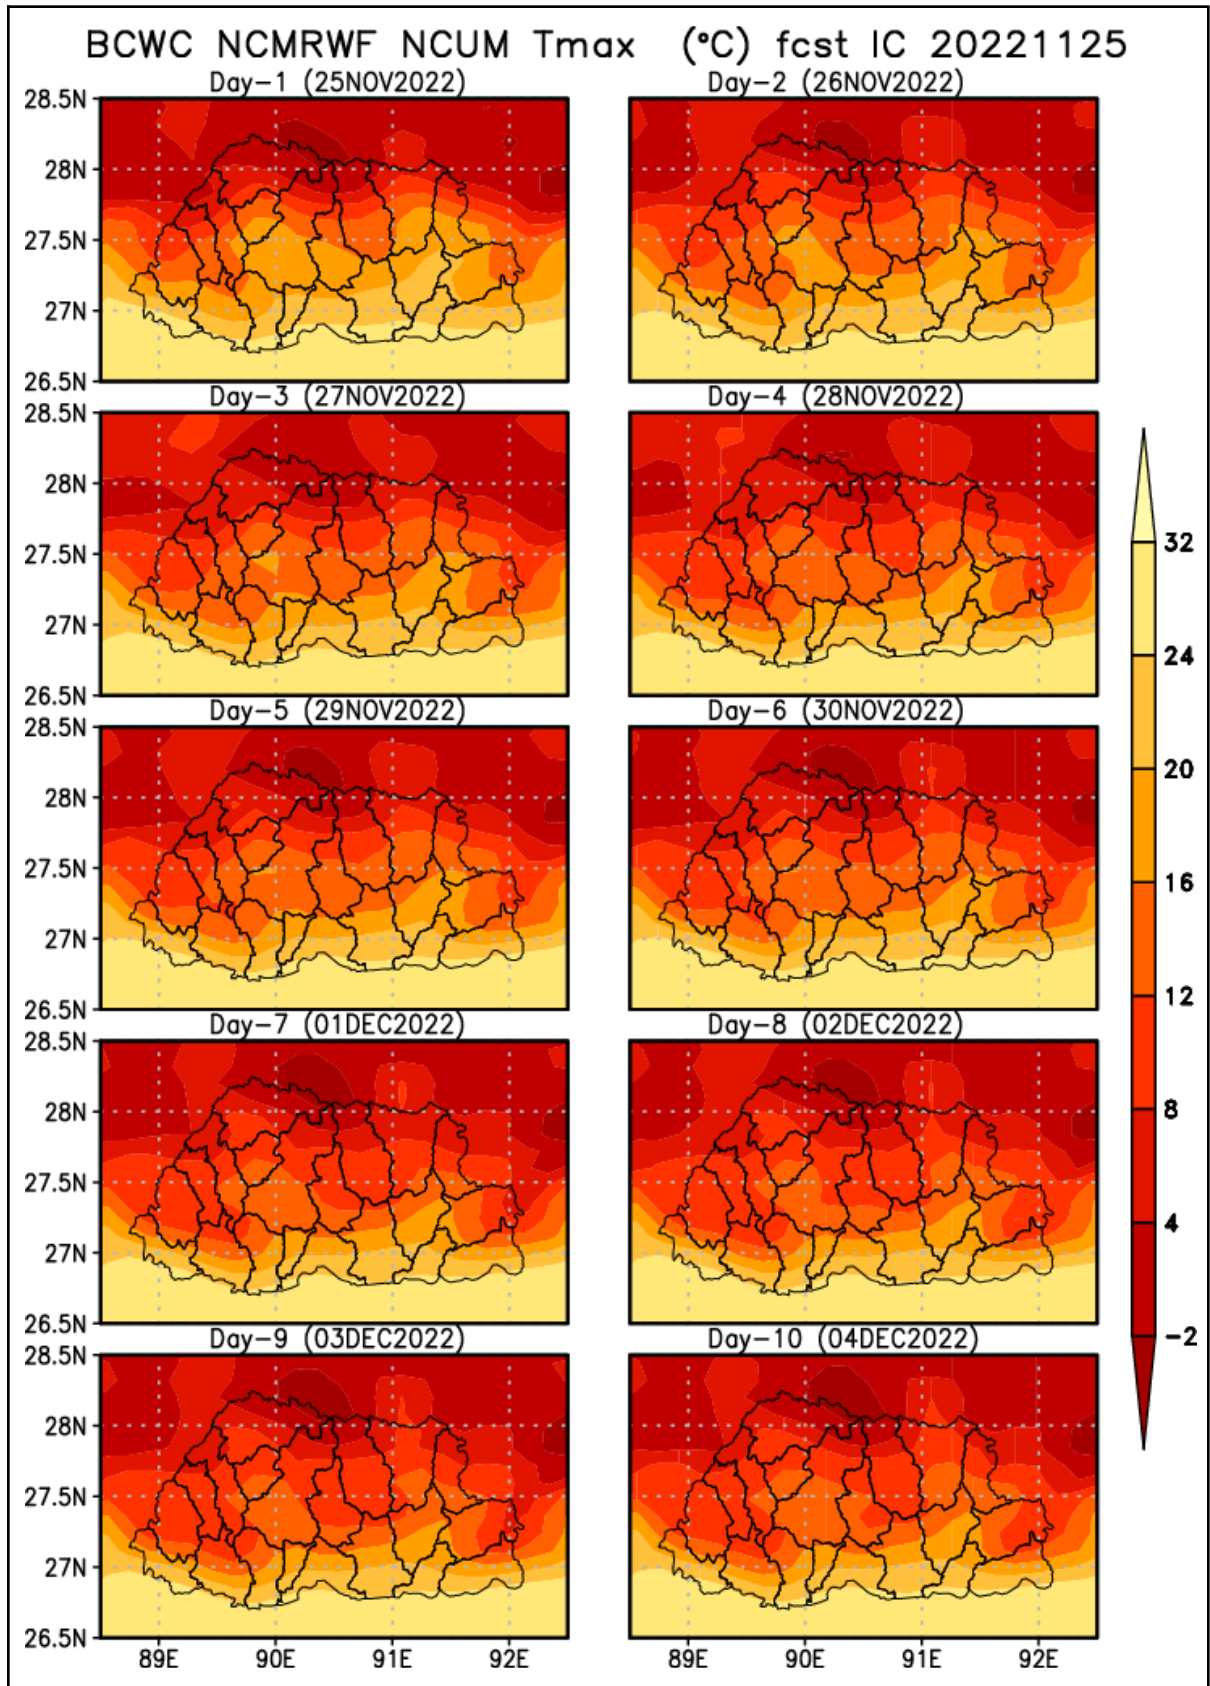 BCWC NCMRWF NCUM Tmax (°C) fcst IC 20221125
Day-1 (25NOV2022) Day-2 (26NOV2022)
28.5N
28N
27.5N
27N
26.5N
Day-3 (27NOV2022) Day-4 (28NOV2022)
28.5N
28N
27.5N
27N
26.5N
Day-5 (29NOV2022) Day-6 (30NOV2022)
28.5N
28N
27.5N
27N
26.5N
Day-7 (01DEC2022) Day-8 (02DEC2022)
28.5N
28N
27.5N
27N
26.5N
Day-9 (03DEC2022) Day-10 (04DEC2022)
28.5N
28N
27.5N
27N
26.5N
89E 90E 91E 92E 89E 90E 91E 92E
32
24
20
16
12
8
4
-2